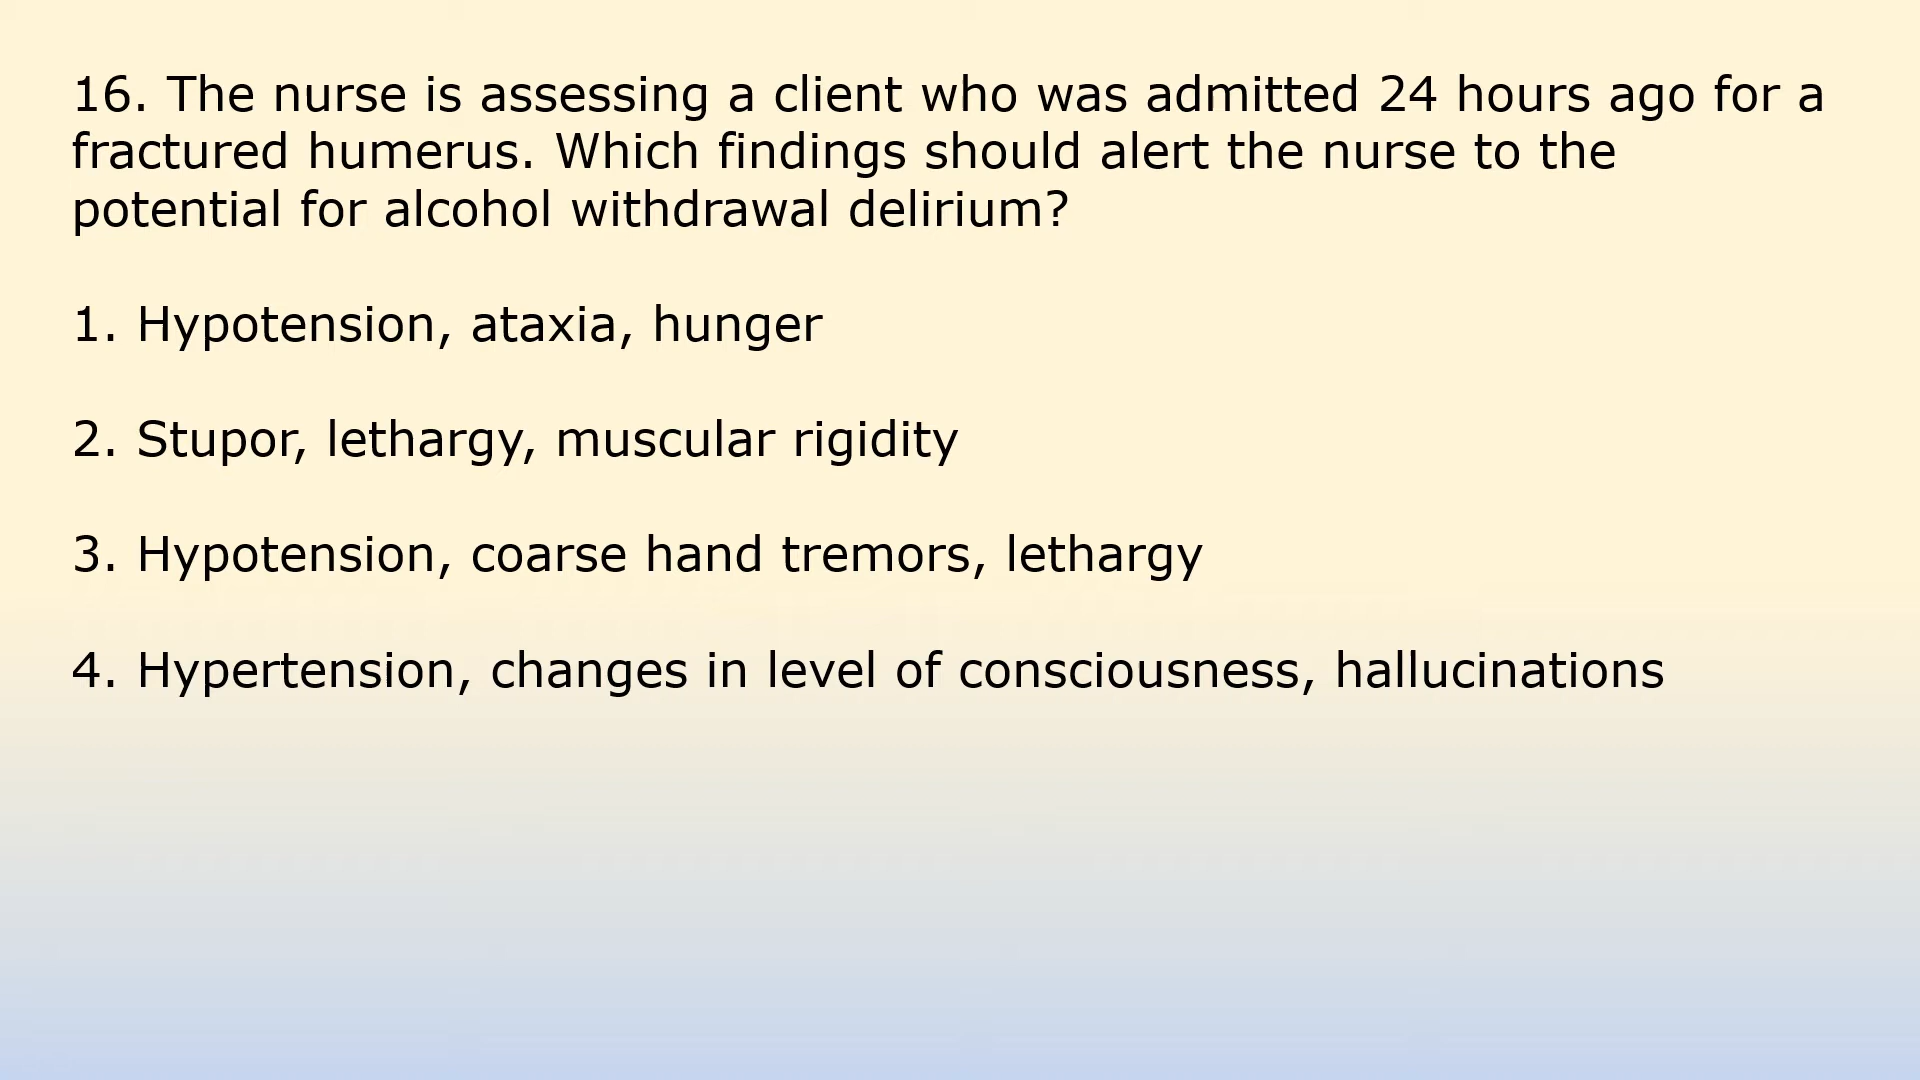 16. The nurse is assessing a client who was admitted 24 hours ago for a
fractured humerus. Which findings should alert the nurse to the
potential for alcohol withdrawal delirium?
1. Hypotension, ataxia, hunger
2. Stupor, lethargy, muscular rigidity
3. Hypotension, coarse hand tremors, lethargy
4. Hypertension, changes in level of consciousness, hallucinations